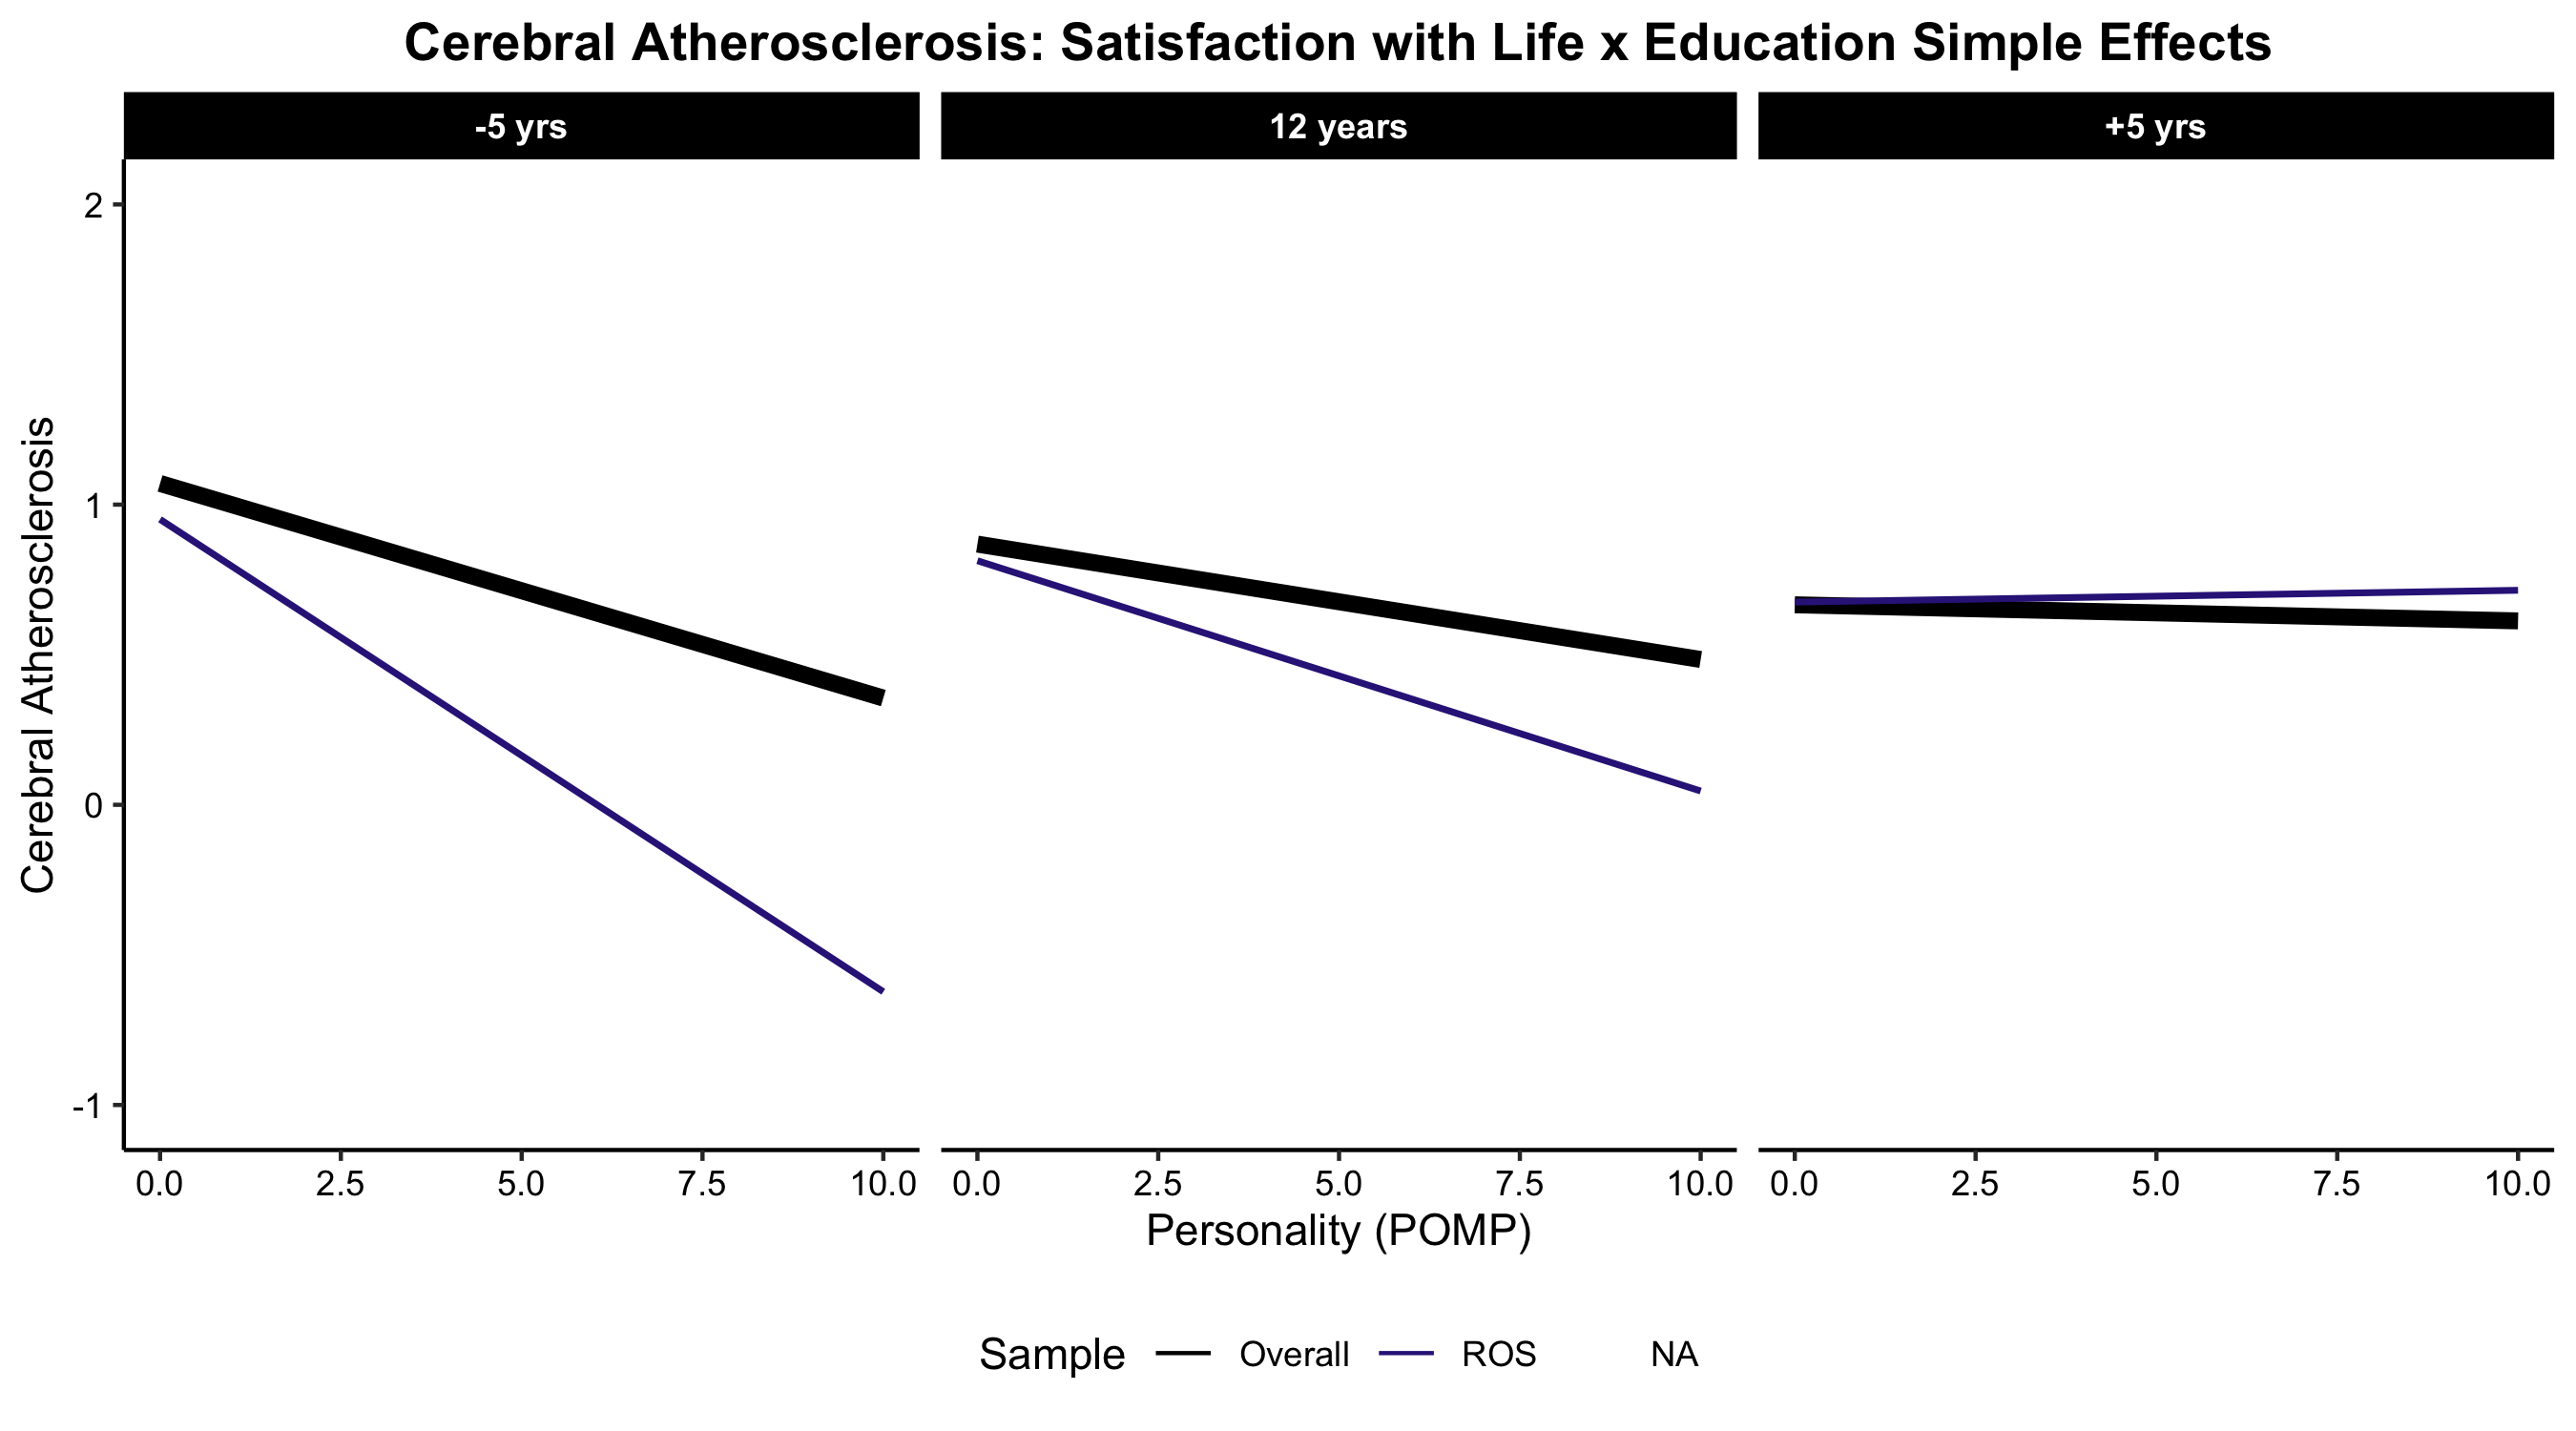 Cerebral Atherosclerosis: Satisfaction with Life x Education Simple Effects
-5 yrs
12 years
+5 yrs
Cerebral Atherosclerosis
2
1
0
-1
0.0 2.5 5.0 7.5 10.0
0.0 2.5 5.0 7.5 10.0
0.0 2.5 5.0 7.5 10.0
Personality (POMP)
Sample Overall ROS NA